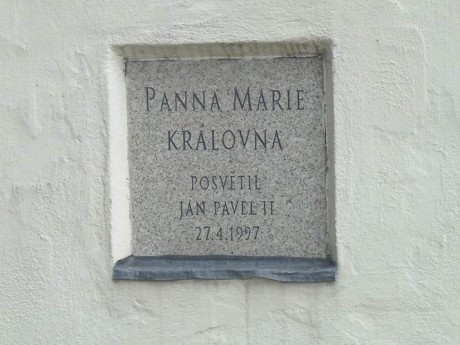 PANNA MARIE
KRÁLOVNA
POSVĚTIL
JAN PAVEL II
27.4.1997